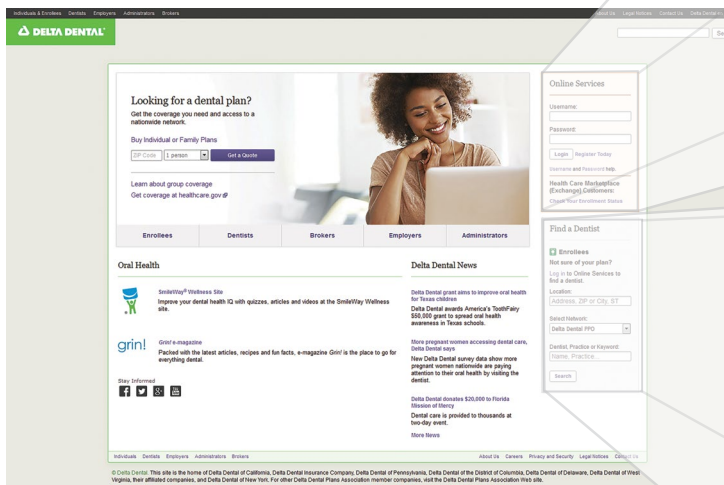 Individuals & Enrollees Dentists Employers Administrators Brokers
About Us Legal Notices Contact Us Delta Dental
DELTA DENTAL
Looking for a dental plan?
Get the coverage you need and access to a
nationwide network.
Buy Individual or Family Plans
ZIP Code 1 person Get a Quote
Learn about group coverage
Get coverage at healthcare.gov
Enrollees Dentists Brokers Employers Administrators
Online Services
Username:
Password:
Login Register Today
Username and Password help.
Health Care Marketplace
(Exchange) Customers:
Check Your Enrollment Status
Find a Dentist
Enrollees
Not sure of your plan?
Log in to Online Services to
find a dentist.
Location:
Address, ZIP or City, ST
Select Network:
Delta Dental PPO
Dentist, Practice or Keyword:
Name, Practice...
Search
Oral Health
SmileWay® Wellness Site
Improve your dental health IQ with quizzes, articles and videos at the SmileWay Wellness
site.
grin!
Grin! e-magazine
Packed with the latest articles, recipes and fun facts, e-magazine Grin! is the place to go for
everything dental.
Stay Informed
Delta Dental News
Delta Dental grant aims to improve oral health
for Texas children
Delta Dental awards America's ToothFairy
$50,000 grant to spread oral health
awareness in Texas schools.
More pregnant women accessing dental care,
Delta Dental says
New Delta Dental survey data show more
pregnant women nationwide are paying
attention to their oral health by visiting the
dentist.
Delta Dental donates $20,000 to Florida
Mission of Mercy
Dental care is provided to thousands at
two-day event.
More News
Individuals Dentists Employers Administrators Brokers
About Us Careers Privacy and Security Legal Notices Contact Us
© Delta Dental. This site is the home of Delta Dental of California, Delta Dental Insurance Company, Delta Dental of Pennsylvania, Delta Dental of the District of Columbia, Delta Dental of Delaware, Delta Dental of West
Virginia, their affiliated companies, and Delta Dental of New York. For other Delta Dental Plans Association member companies, visit the Delta Dental Plans Association Web site.